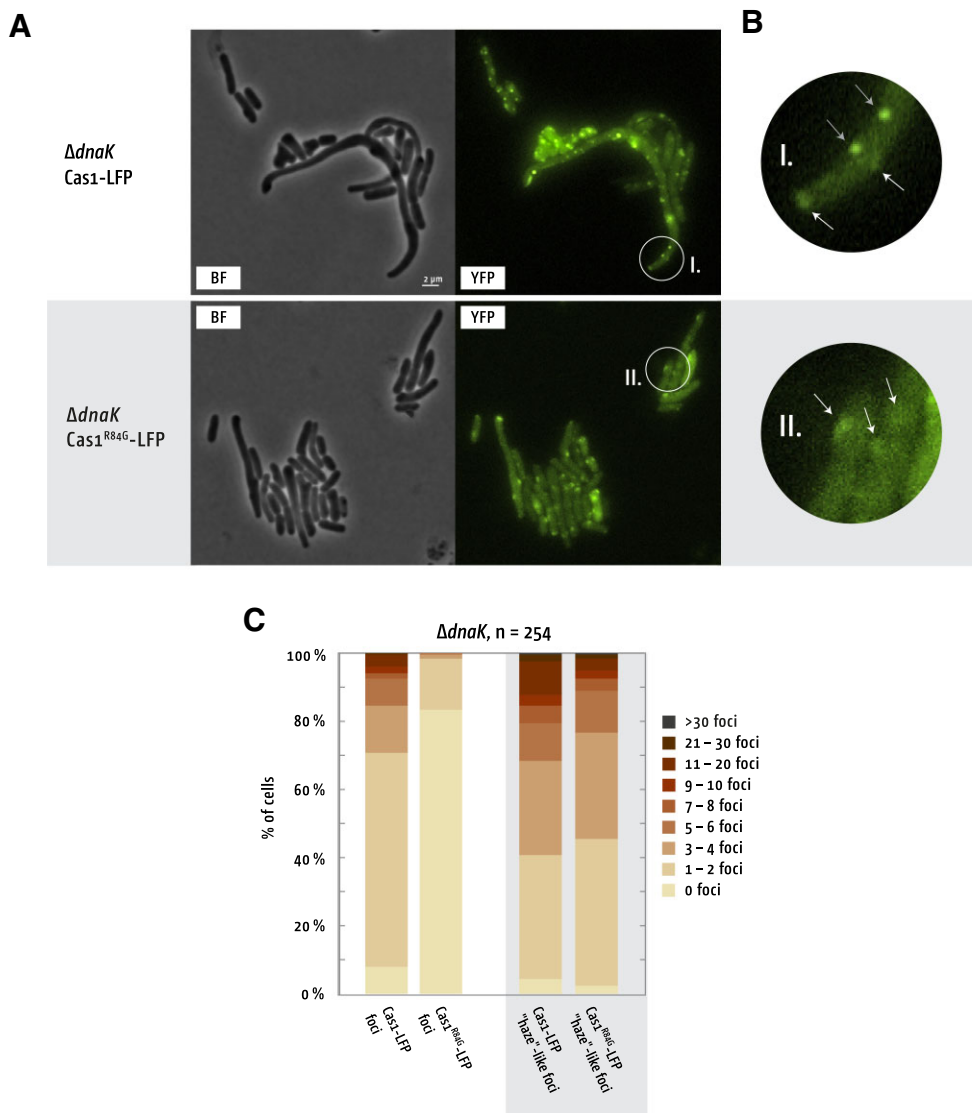 A
B
ΔdnaK
Cas1-LFP
BF
2 µm
YFP
I.
I.
ΔdnaK
Cas1R84G-LFP
BF
YFP
II.
II.
C
ΔdnaK, n = 254
100 %
80 %
60 %
40 %
20 %
0 %
% of cells
>30 foci
21 – 30 foci
11 – 20 foci
9 – 10 foci
7 – 8 foci
5 – 6 foci
3 – 4 foci
1 – 2 foci
0 foci
Cas1-LFP
foci
Cas1R84G-LFP
foci
Cas1-LFP
"haze"-like foci
Cas1R84G-LFP
"haze"-like foci